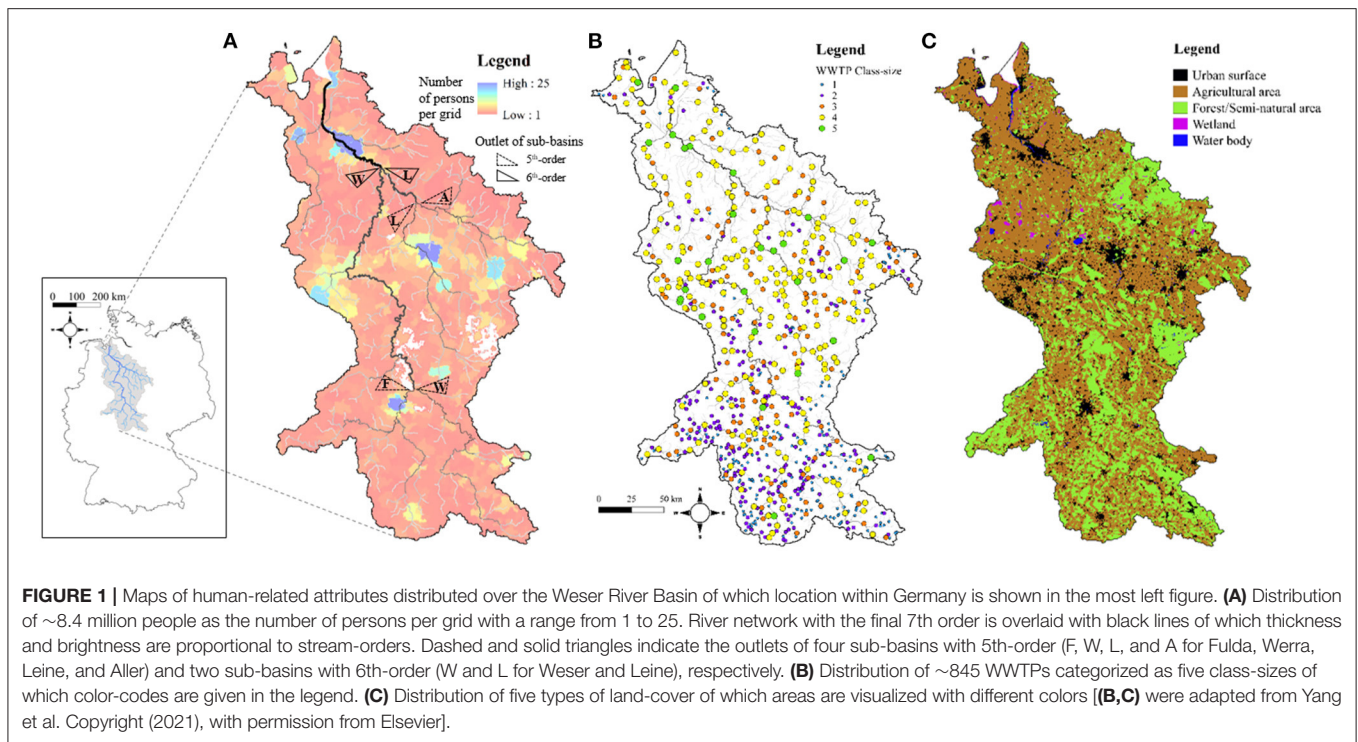 A
Legend
Number
of persons
per grid
High : 25
Low : 1
Outlet of sub-basins
5th-order
6th-order
W
L
L
A
F
W
0 100 200 km
B
Legend
WWTP Class-size
1
2
3
4
5
0 25 50 km
C
Legend
Urban surface
Agricultural area
Forest/Semi-natural area
Wetland
Water body
FIGURE 1 | Maps of human-related attributes distributed over the Weser River Basin of which location within Germany is shown in the most left figure. (A) Distribution
of ~8.4 million people as the number of persons per grid with a range from 1 to 25. River network with the final 7th order is overlaid with black lines of which thickness
and brightness are proportional to stream-orders. Dashed and solid triangles indicate the outlets of four sub-basins with 5th-order (F, W, L, and A for Fulda, Werra,
Leine, and Aller) and two sub-basins with 6th-order (W and L for Weser and Leine), respectively. (B) Distribution of ~845 WWTPs categorized as five class-sizes of
which color-codes are given in the legend. (C) Distribution of five types of land-cover of which areas are visualized with different colors [(B,C) were adapted from Yang
et al. Copyright (2021), with permission from Elsevier].